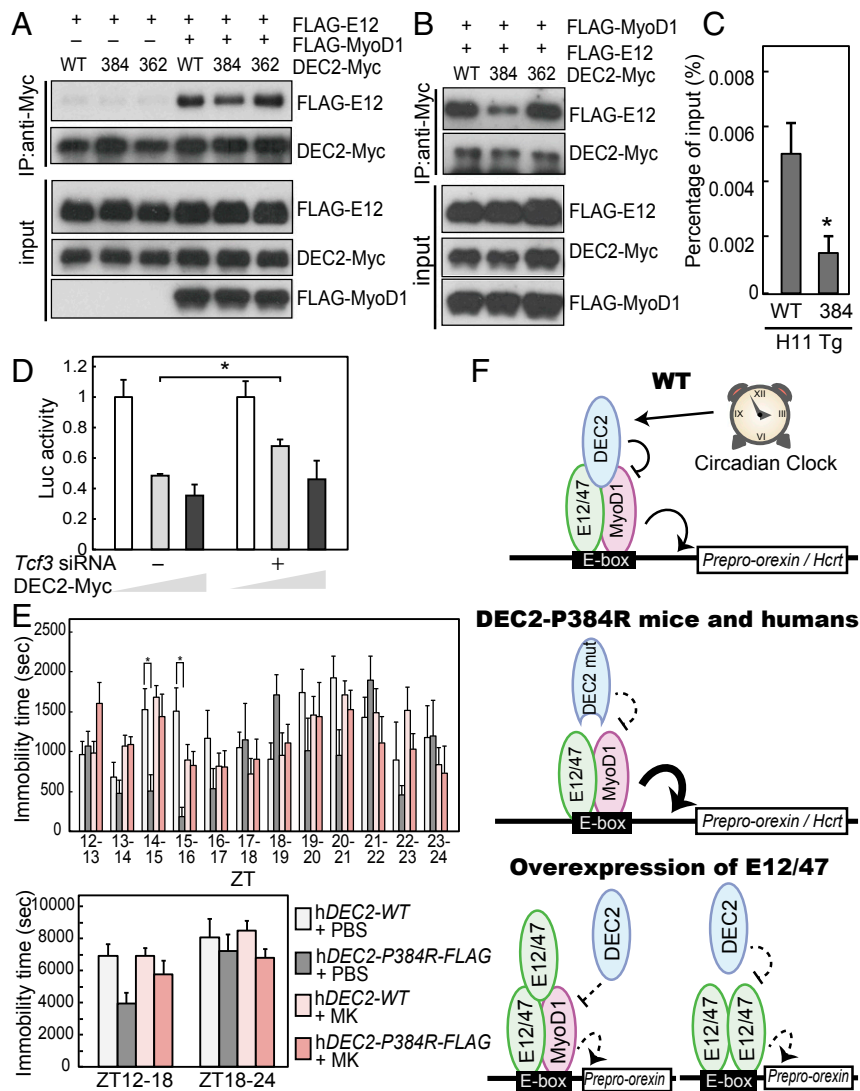 A
+ + + + + + FLAG-E12
– – – + + + FLAG-MyoD1
WT 384 362 WT 384 362 DEC2-Myc
IP:anti-Myc
FLAG-E12
DEC2-Myc
input
FLAG-E12
DEC2-Myc
FLAG-MyoD1
B
+ + + FLAG-MyoD1
+ + + FLAG-E12
WT 384 362 DEC2-Myc
IP:anti-Myc
FLAG-E12
DEC2-Myc
input
FLAG-E12
DEC2-Myc
FLAG-MyoD1
C
Percentage of input (%)
0.008
0.006
0.004
0.002
0
*
WT 384
H11 Tg
D
Luc activity
1.2
1
0.8
0.6
0.4
0.2
0
*
Tcf3 siRNA – +
DEC2-Myc
E
Immobility time (sec)
2500
2000
1500
1000
500
0
* *
12-13 13-14 14-15 15-16 16-17 17-18 18-19 19-20 20-21 21-22 22-23 23-24
ZT
Immobility time (sec)
10000
8000
6000
4000
2000
0
ZT12-18 ZT18-24
hDEC2-WT
+ PBS
hDEC2-P384R-FLAG
+ PBS
hDEC2-WT
+ MK
hDEC2-P384R-FLAG
+ MK
F
WT
XII
III
VI
IX
Circadian Clock
DEC2
E12/47
MyoD1
E-box
Prepro-orexin / Hcrt
DEC2-P384R mice and humans
DEC2 mut
E12/47
MyoD1
E-box
Prepro-orexin / Hcrt
Overexpression of E12/47
E12/47
DEC2
E12/47
MyoD1
E-box
Prepro-orexin
DEC2
E12/47
E12/47
E-box
Prepro-orexin